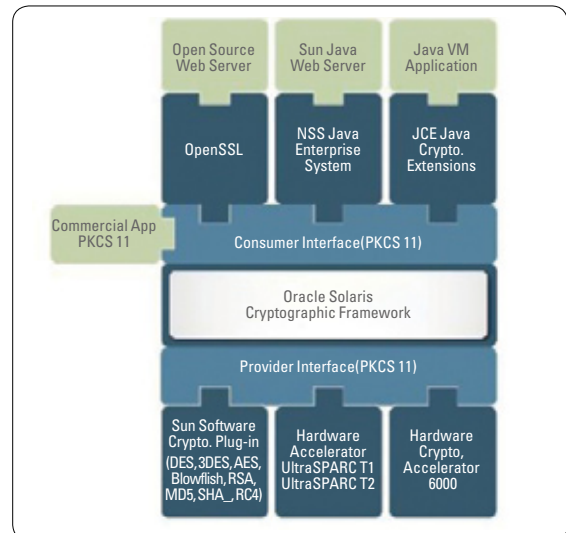 Open Source
Web Server
Sun Java
Web Server
Java VM
Application
OpenSSL
NSS Java
Enterprise
System
JCE Java
Crypto.
Extensions
Commercial App
PKCS 11
Consumer Interface(PKCS 11)
Oracle Solaris
Cryptographic Framework
Provider Interface(PKCS 11)
Sun Software
Crypto. Plug-in
(DES,3DES,AES,
Blowflish,RSA,
MD5,SHA_,RC4)
Hardware
Accelerator
UltraSPARC T1
UltraSPARC T2
Hardware
Crypto,
Accelerator
6000